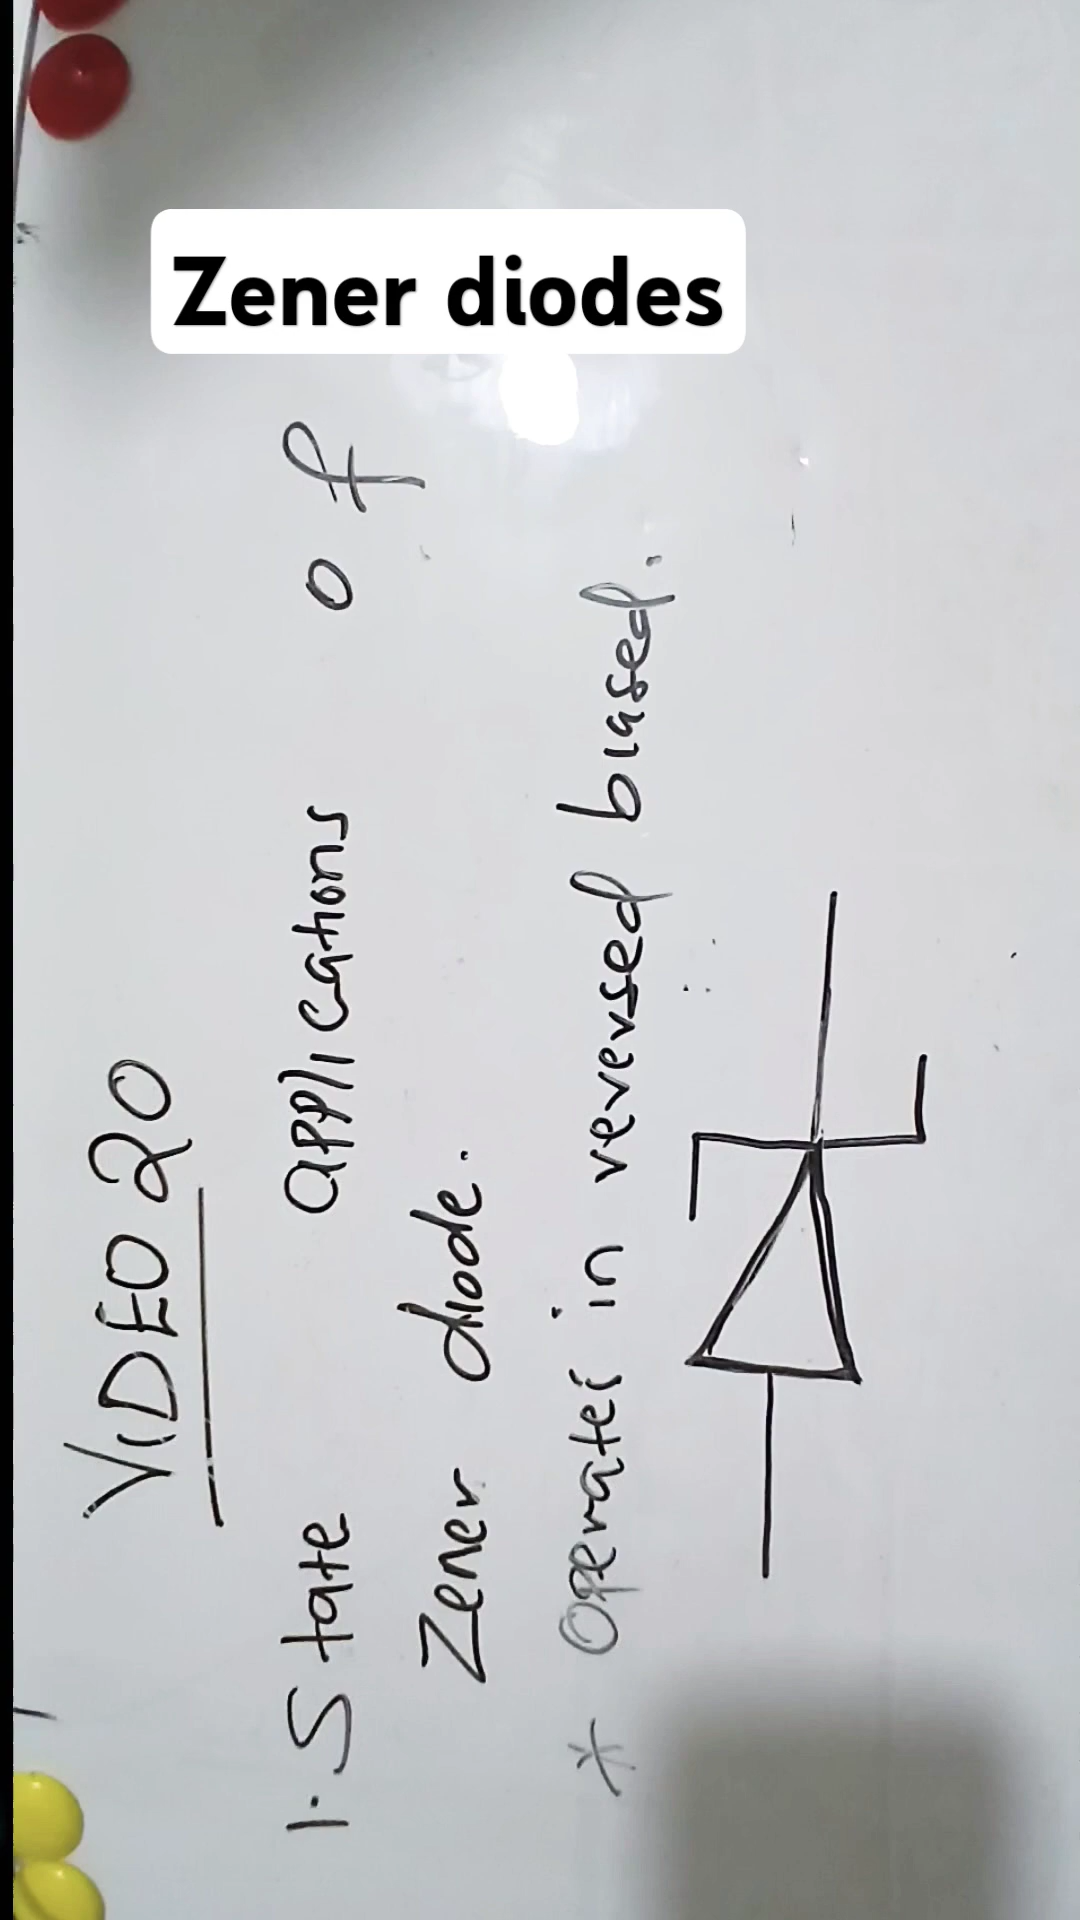 Zener diodes
VIDEO 20
1. State applications of
Zener diode.
* Operates in reversed biased.